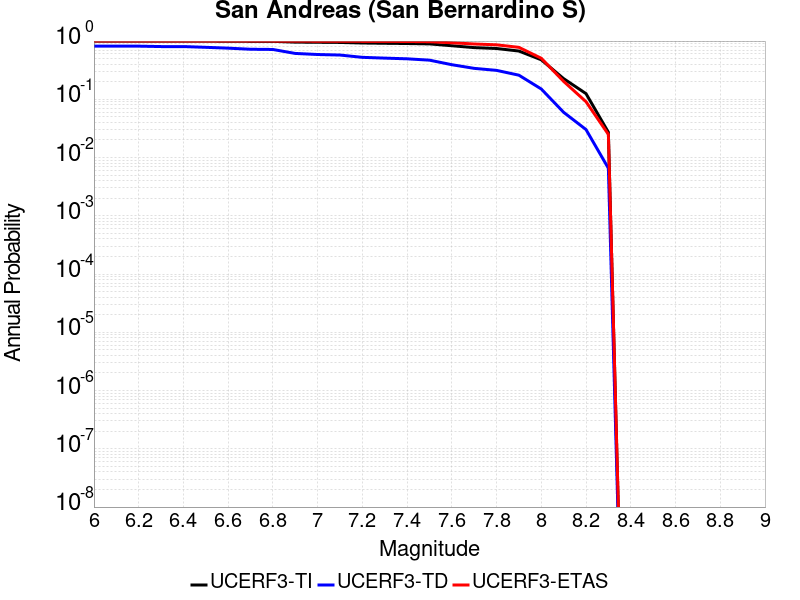 San Andreas (San Bernardino S)
10^0
10^-1
10^-2
10^-3
10^-4
10^-5
10^-6
10^-7
10^-8
Annual Probability
6 6.2 6.4 6.6 6.8 7 7.2 7.4 7.6 7.8 8 8.2 8.4 8.6 8.8 9
Magnitude
UCERF3-TI UCERF3-TD UCERF3-ETAS